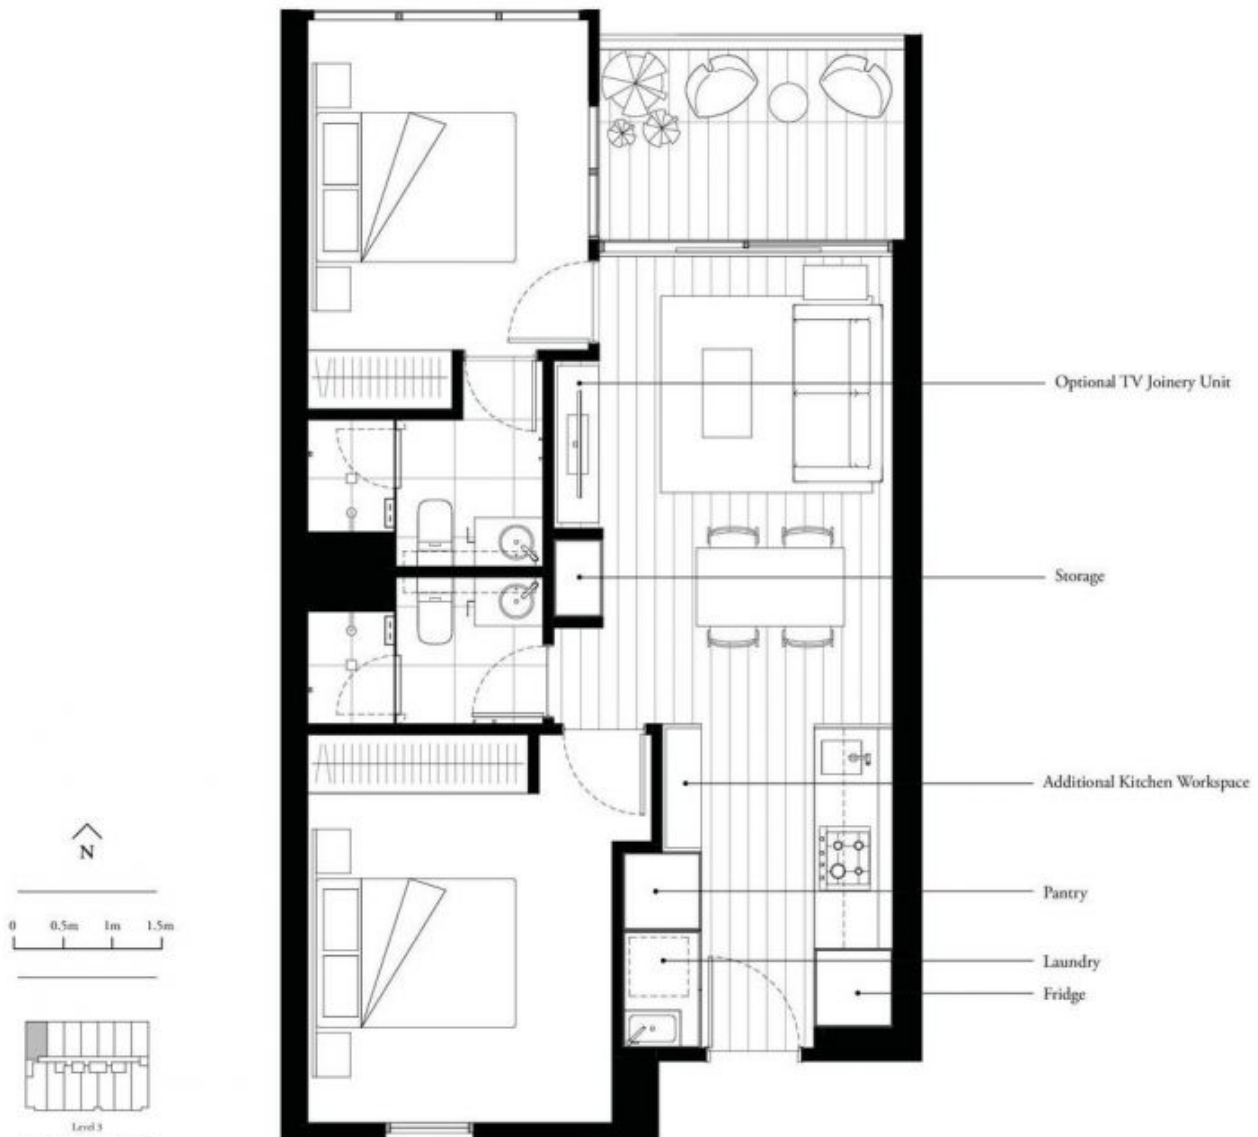 Optional TV Joinery Unit
Storage
Additional Kitchen Workspace
Pantry
Laundry
Fridge
N
0 0.5m 1m 1.5m
Level 3